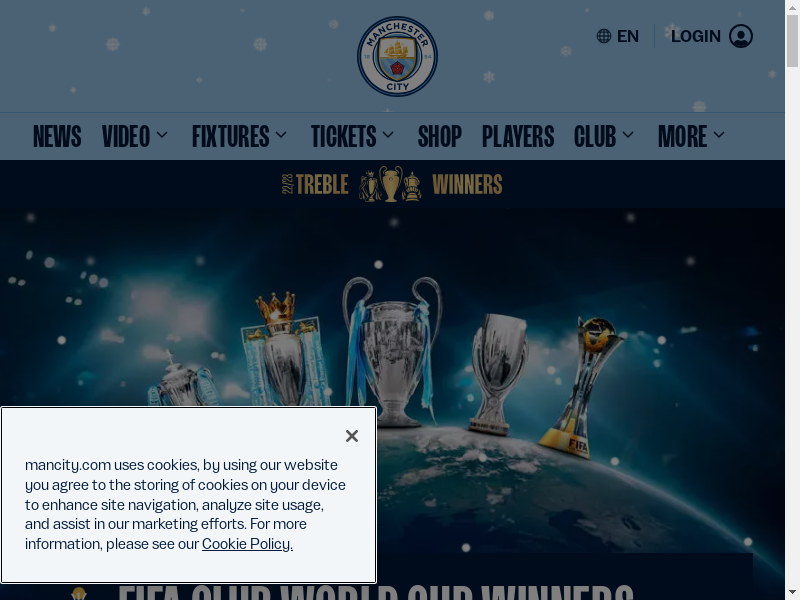 MANCHESTER
18 94
CITY
EN
LOGIN
NEWS VIDEO FIXTURES TICKETS SHOP PLAYERS CLUB MORE
22/23 TREBLE WINNERS
FIFA
mancity.com uses cookies, by using our website
you agree to the storing of cookies on your device
to enhance site navigation, analyze site usage,
and assist in our marketing efforts. For more
information, please see our Cookie Policy.
FIFA CLUB WORLD CUP WINNERS